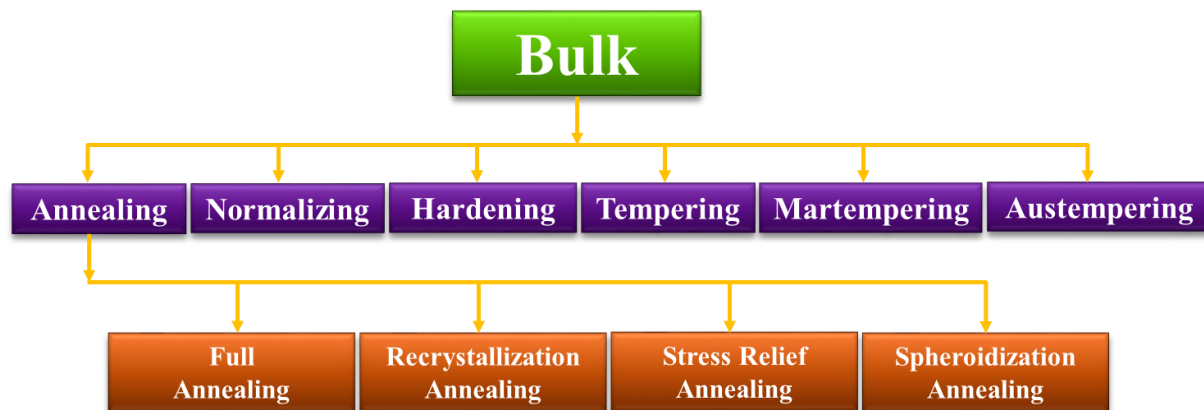 Bulk
Annealing
Normalizing
Hardening
Tempering
Martempering
Austempering
Full
Annealing
Recrystallization
Annealing
Stress Relief
Annealing
Spheroidization
Annealing